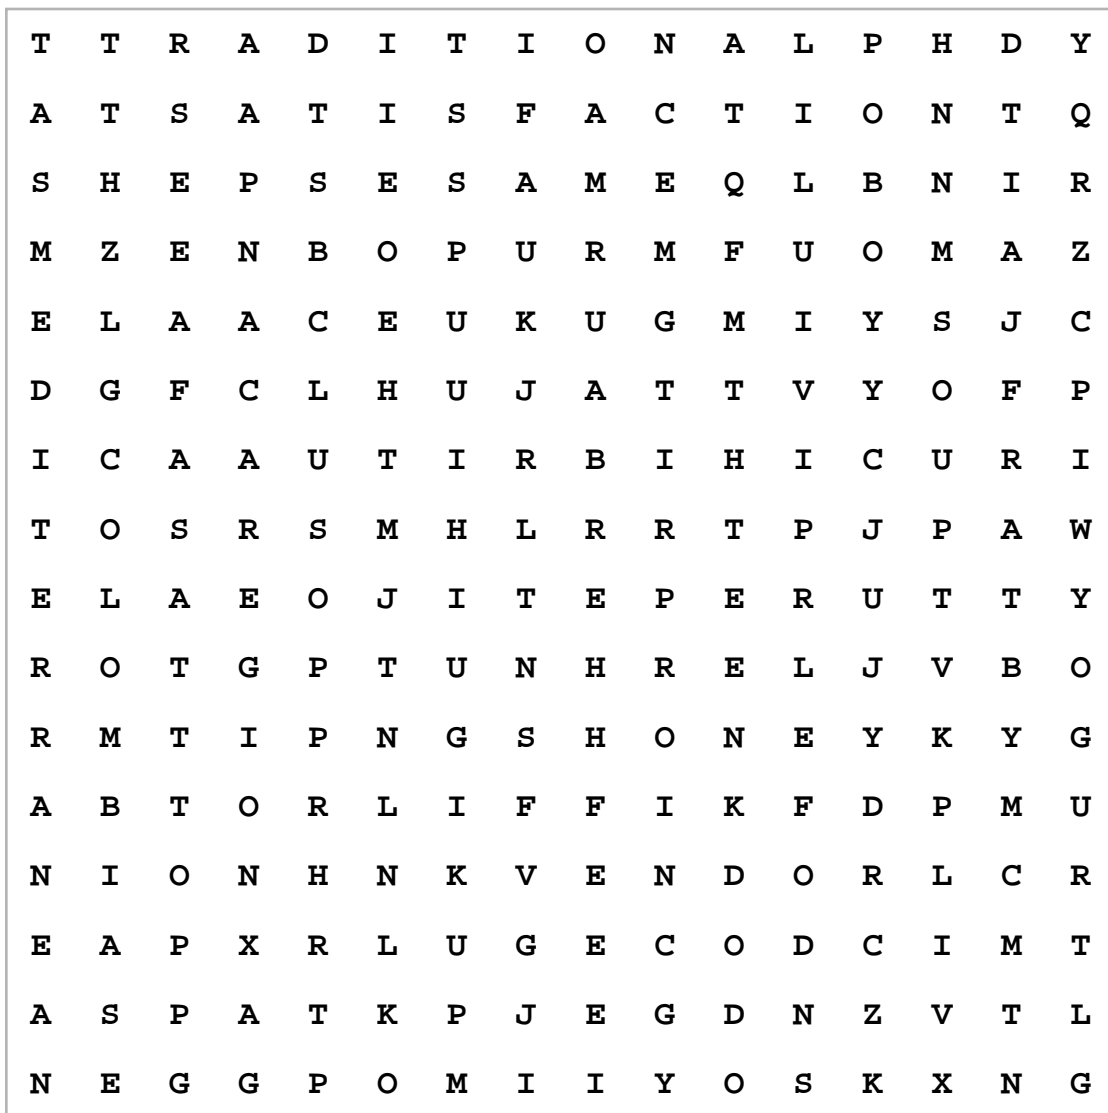 T T R A D I T I O N A L P H D Y
A T S A T I S F A C T I O N T Q
S H E P S E S A M E Q L B N I R
M Z E N B O P U R M F U O M A Z
E L A A C E U K U G M I Y S J C
D G F C L H U J A T T V Y O F P
I C A A U T I R B I H I C U R I
T O S R S M H L R R T P J P A W
E L A E O J I T E P E R U T T Y
R O T G P T U N H R E L J V B O
R M T I P N G S H O N E Y K Y G
A B T O R L I F F I K F D P M U
N I O N H N K V E N D O R L C R
E A P X R L U G E C O D C I M T
A S P A T K P J E G D N Z V T L
N E G G P O M I I Y O S K X N G